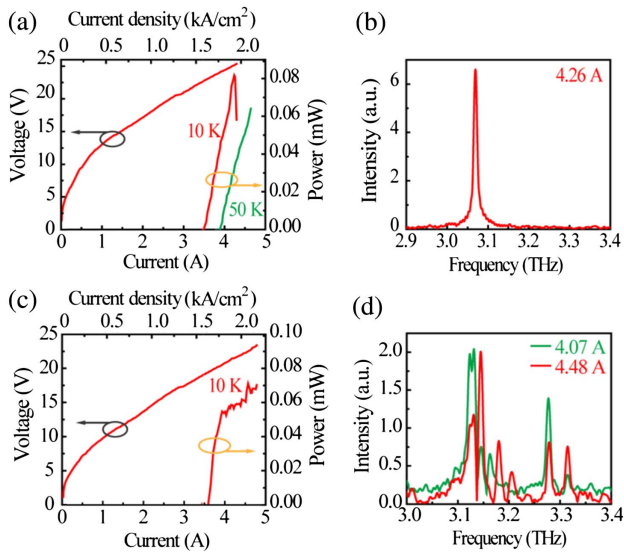 (a)
Current density (kA/cm²)
0 0.5 1.0 1.5 2.0
Voltage (V)
25
20
15
10
5
0
10 K
50 K
0.08
0.06
0.04
0.02
0.00
Power (mW)
0 1 2 3 4 5
Current (A)
(b)
4.26 A
Intensity (a.u.)
6
4
2
0
2.9 3.0 3.1 3.2 3.3 3.4
Frequency (THz)
(c)
Current density (kA/cm²)
0 0.5 1.0 1.5 2.0
Voltage (V)
25
20
15
10
5
0
10 K
0.10
0.08
0.06
0.04
0.02
0.00
Power (mW)
0 1 2 3 4 5
Current (A)
(d)
4.07 A
4.48 A
Intensity (a.u.)
2.0
1.5
1.0
0.5
0.0
3.0 3.1 3.2 3.3 3.4
Frequency (THz)